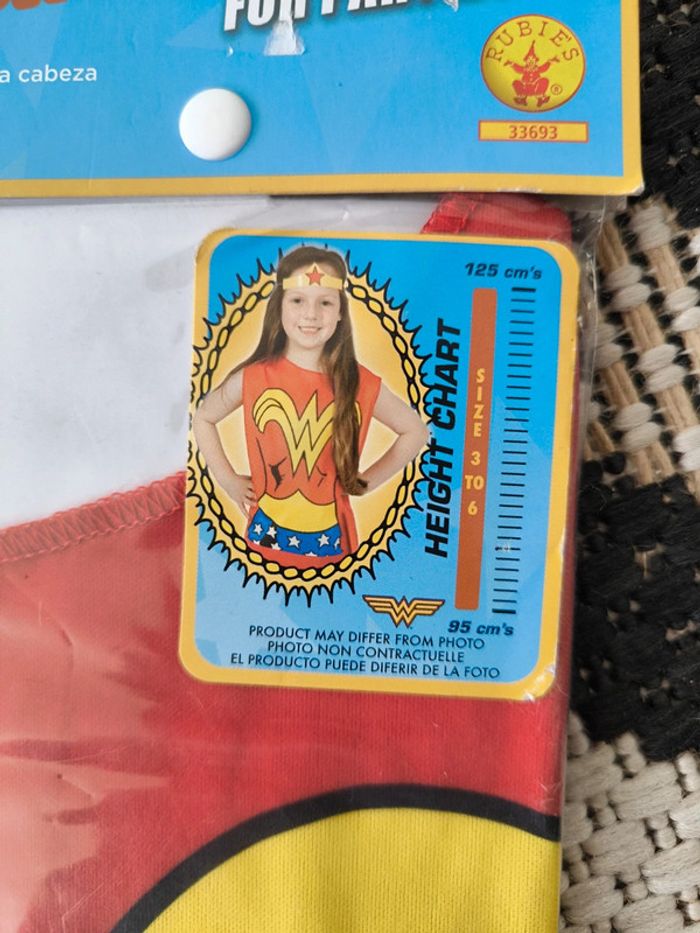 a cabeza
RUBIE'S
®
33693
125 cm's
HEIGHT CHART
SIZE 3 TO 6
95 cm's
PRODUCT MAY DIFFER FROM PHOTO
PHOTO NON CONTRACTUELLE
EL PRODUCTO PUEDE DIFERIR DE LA FOTO